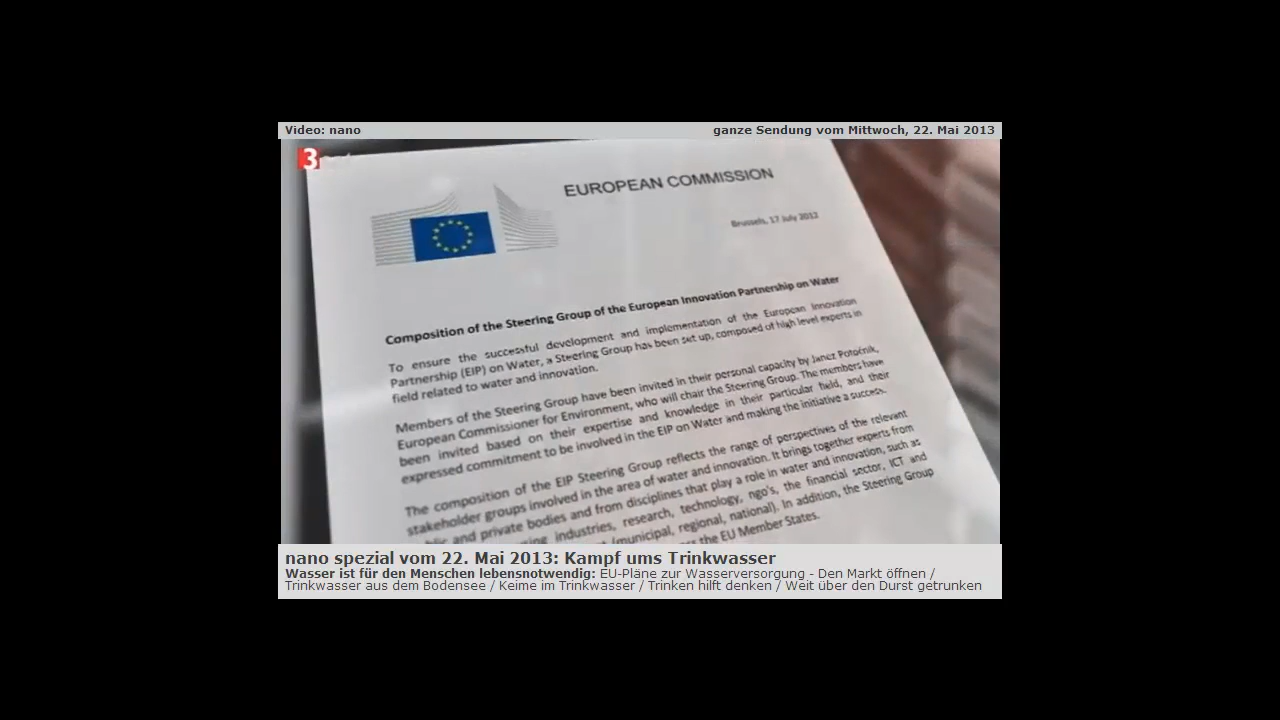 Video: nano
ganze Sendung vom Mittwoch, 22. Mai 2013
3
EUROPEAN COMMISSION
Brussels, 17 July 2012
Composition of the Steering Group of the European Innovation Partnership on Water
To ensure the successful development and implementation of the European Innovation
Partnership (EIP) on Water, a Steering Group has been set up, composed of high level experts in
field related to water and innovation.
Members of the Steering Group have been invited in their personal capacity by Janez Potočnik,
European Commissioner for Environment, who will chair the Steering Group. The members have
been invited based on their expertise and knowledge in their particular field, and their
expressed commitment to be involved in the EIP on Water and making the initiative a success.
The composition of the EIP Steering Group reflects the range of perspectives of the relevant
stakeholder groups involved in the area of water and innovation. It brings together experts from
and private bodies and from disciplines that play a role in water and innovation, such as
industries, research, technology, ngo's, the financial sector, ICT and
(municipal, regional, national). In addition, the Steering Group
the EU Member States.
nano spezial vom 22. Mai 2013: Kampf ums Trinkwasser
Wasser ist für den Menschen lebensnotwendig: EU-Pläne zur Wasserversorgung - Den Markt öffnen /
Trinkwasser aus dem Bodensee / Keime im Trinkwasser / Trinken hilft denken / Weit über den Durst getrunken